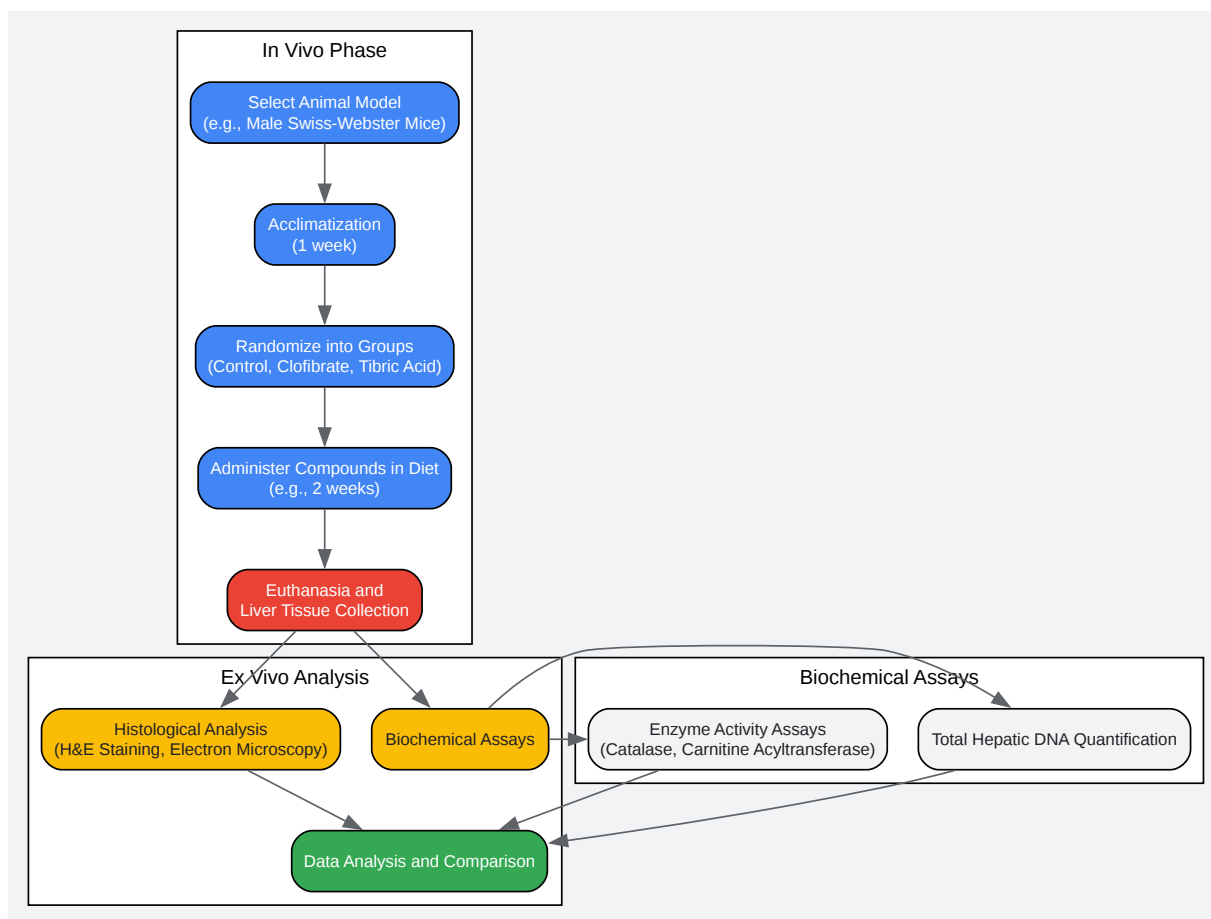 In Vivo Phase
Select Animal Model
(e.g., Male Swiss-Webster Mice)
Acclimatization
(1 week)
Randomize into Groups
(Control, Clofibrate, Tibric Acid)
Administer Compounds in Diet
(e.g., 2 weeks)
Euthanasia and
Liver Tissue Collection
Ex Vivo Analysis
Histological Analysis
(H&E Staining, Electron Microscopy)
Biochemical Assays
Biochemical Assays
Enzyme Activity Assays
(Catalase, Carnitine Acyltransferase)
Total Hepatic DNA Quantification
Data Analysis and Comparison